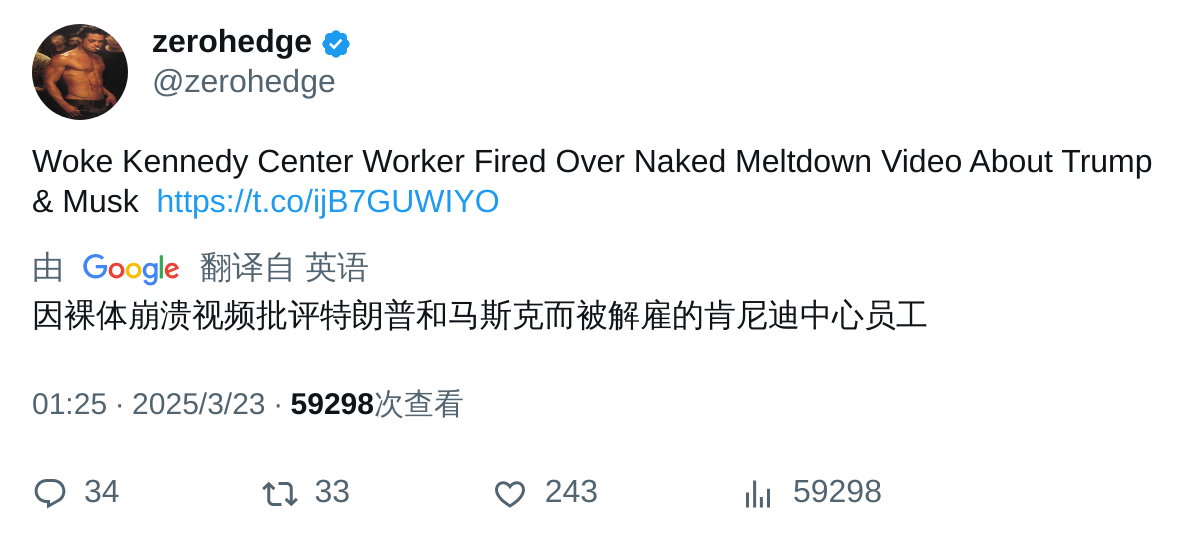 zerohedge
@zerohedge
Woke Kennedy Center Worker Fired Over Naked Meltdown Video About Trump
& Musk https://t.co/ijB7GUWIYO
由 Google 翻译自 英语
因裸体崩溃视频批评特朗普和马斯克而被解雇的肯尼迪中心员工
01:25 · 2025/3/23 · 59298次查看
34 33 243 59298